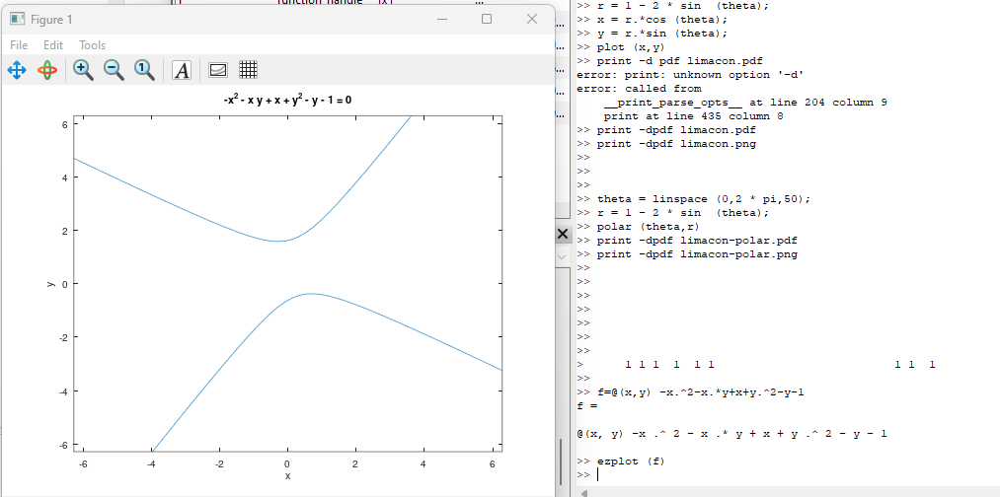 Figure 1
File Edit Tools
-x2 - x y + x + y2 - y - 1 = 0
6
4
2
0
-2
-4
-6
y
-6 -4 -2 0 2 4 6
x
function_handle
...
...
...
...
...
>> r = 1 - 2 * sin  (theta);
>> x = r.*cos (theta);
>> y = r.*sin (theta);
>> plot (x,y)
>> print -d pdf limacon.pdf
error: print: unknown option '-d'
error: called from
    __print_parse_opts__ at line 204 column 9
    print at line 435 column 8
>> print -dpdf limacon.pdf
>> print -dpdf limacon.png
>>
>>
>>
>> theta = linspace (0,2 * pi,50);
>> r = 1 - 2 * sin  (theta);
>> polar (theta,r)
>> print -dpdf limacon-polar.pdf
>> print -dpdf limacon-polar.png
>>
>>
>>
>>
>>
>>
>>
>      1 1 1  1  1 1                          1 1  1
>>
>> f=@(x,y) -x.^2-x.*y+x+y.^2-y-1
f =
@(x, y) -x .^ 2 - x .* y + x + y .^ 2 - y - 1
>> ezplot (f)
>>